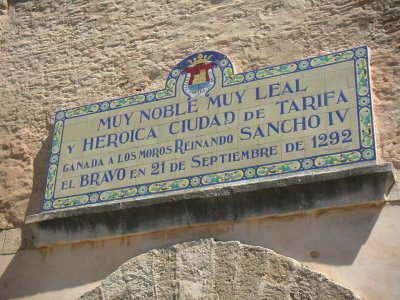 MUY NOBLE MUY LEAL
Y HEROICA CIUDAD DE TARIFA
GANADA A LOS MOROS REINANDO SANCHO IV
EL BRAVO EN 21 DE SEPTIEMBRE DE 1292